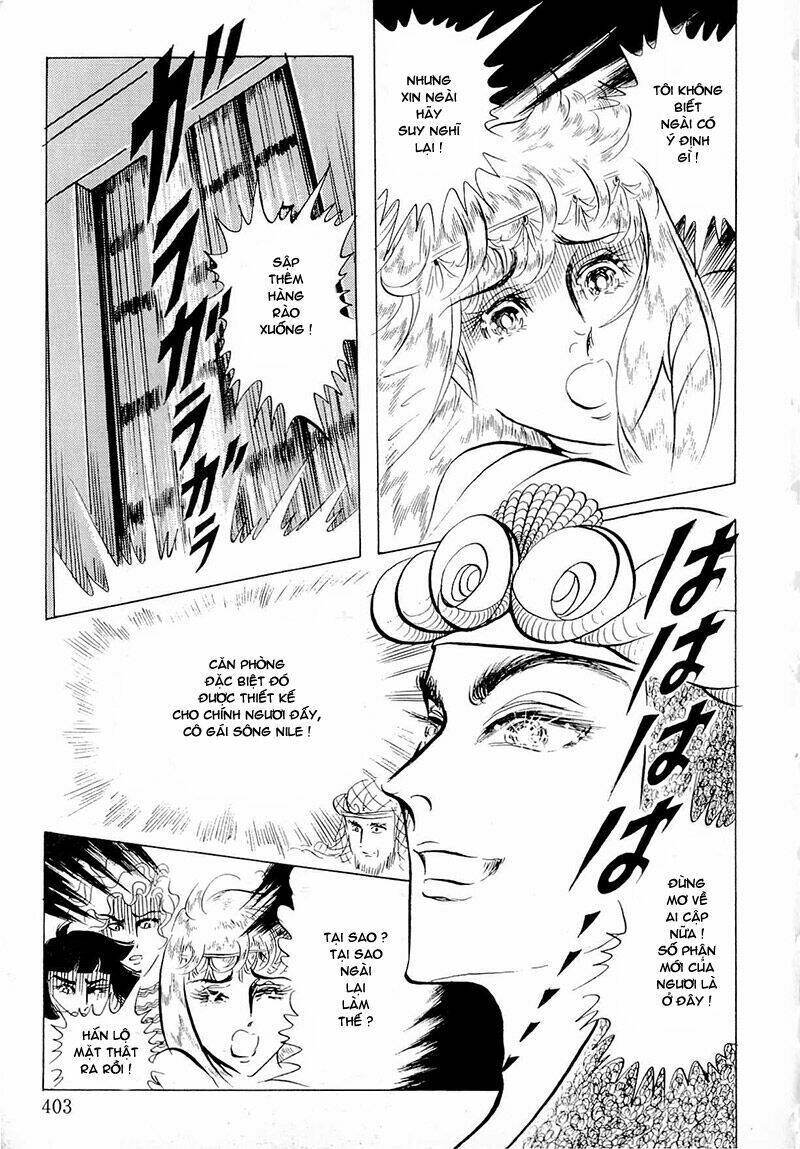 TÔI KHÔNG
BIẾT
NGÀI CÓ
Ý ĐỊNH
GÌ !
NHƯNG
XIN NGÀI
HÃY
SUY NGHĨ
LẠI !
SẬP
THÊM
HÀNG
RÀO
XUỐNG !
ガラガラガラ
はははは
CĂN PHÒNG
ĐẶC BIỆT ĐÓ
ĐƯỢC THIẾT KẾ
CHO CHÍNH NGƯƠI ĐẤY,
CÔ GÁI SÔNG NILE !
ĐỪNG
MƠ VỀ
AI CẬP
NỮA !
SỐ PHẬN
MỚI CỦA
NGƯƠI LÀ
Ở ĐÂY !
TẠI SAO ?
TẠI SAO
NGÀI
LẠI
LÀM
THẾ ?
HẮN LỘ
MẶT THẬT
RA RỒI !
403